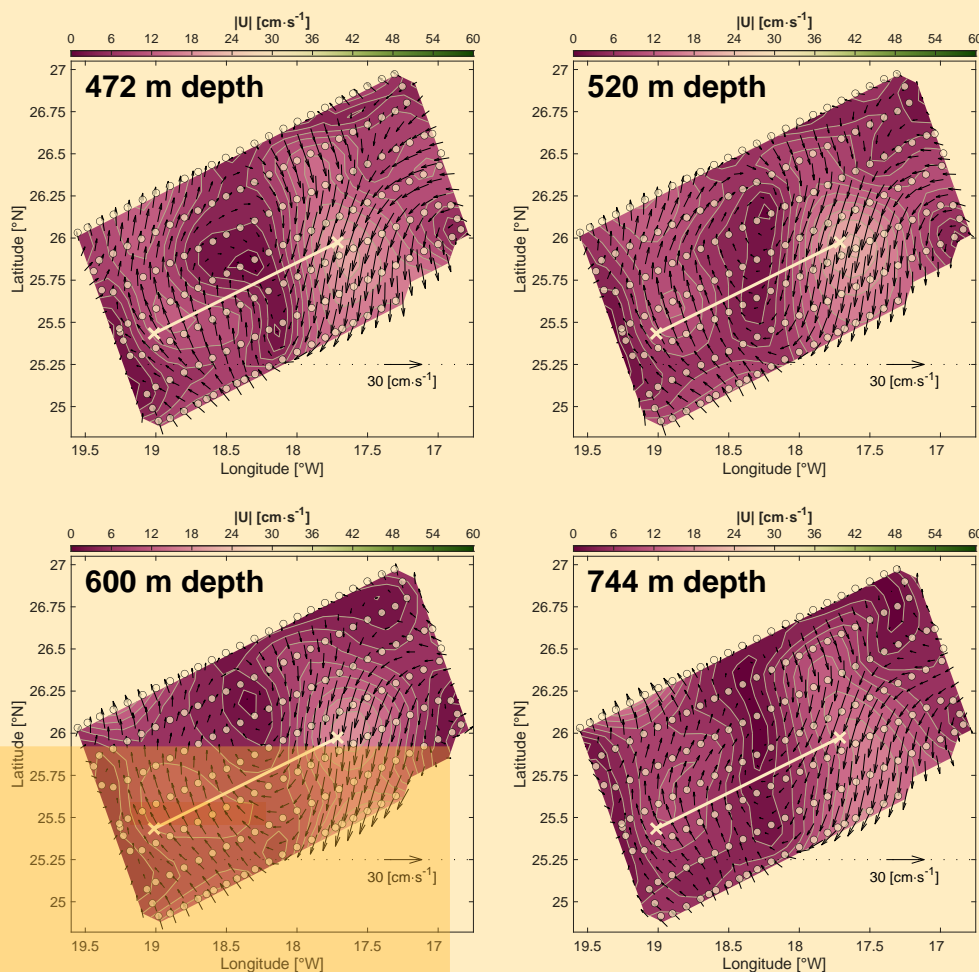 |U| [cm·s⁻¹]
0 6 12 18 24 30 36 42 48 54 60
472 m depth
27
26.75
26.5
26.25
26
25.75
25.5
25.25
25
Latitude [°N]
30 [cm·s⁻¹]
19.5 19 18.5 18 17.5 17
Longitude [°W]
|U| [cm·s⁻¹]
0 6 12 18 24 30 36 42 48 54 60
520 m depth
27
26.75
26.5
26.25
26
25.75
25.5
25.25
25
Latitude [°N]
30 [cm·s⁻¹]
19.5 19 18.5 18 17.5 17
Longitude [°W]
|U| [cm·s⁻¹]
0 6 12 18 24 30 36 42 48 54 60
600 m depth
27
26.75
26.5
26.25
26
25.75
25.5
25.25
25
Latitude [°N]
30 [cm·s⁻¹]
19.5 19 18.5 18 17.5 17
Longitude [°W]
|U| [cm·s⁻¹]
0 6 12 18 24 30 36 42 48 54 60
744 m depth
27
26.75
26.5
26.25
26
25.75
25.5
25.25
25
Latitude [°N]
30 [cm·s⁻¹]
19.5 19 18.5 18 17.5 17
Longitude [°W]